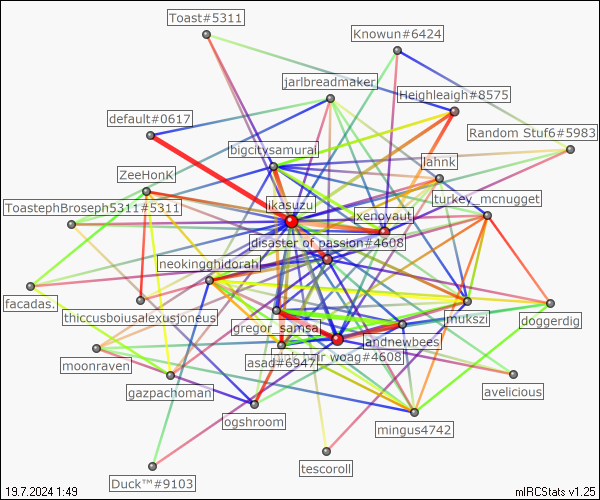 Toast#5311
Knowun#6424
jarlbreadmaker
Heighleaigh#8575
default#0617
Random Stuf6#5983
bigcitysamurai
lahnk
ZeeHonK
turkey_mcnugget
ikasuzu
ToastephBroseph5311#5311
xenovaut
disaster of passion#4608
neokingghidorah
facadas.
thiccusboiusalexusjoneus
mukszi
doggerdig
gregor_samsa
andnewbees
hair woag#4608
asad#6947
moonraven
gazpachoman
avelicious
ogshroom
mingus4742
tescoroll
Duck™#9103
19.7.2024 1:49
mIRCStats v1.25